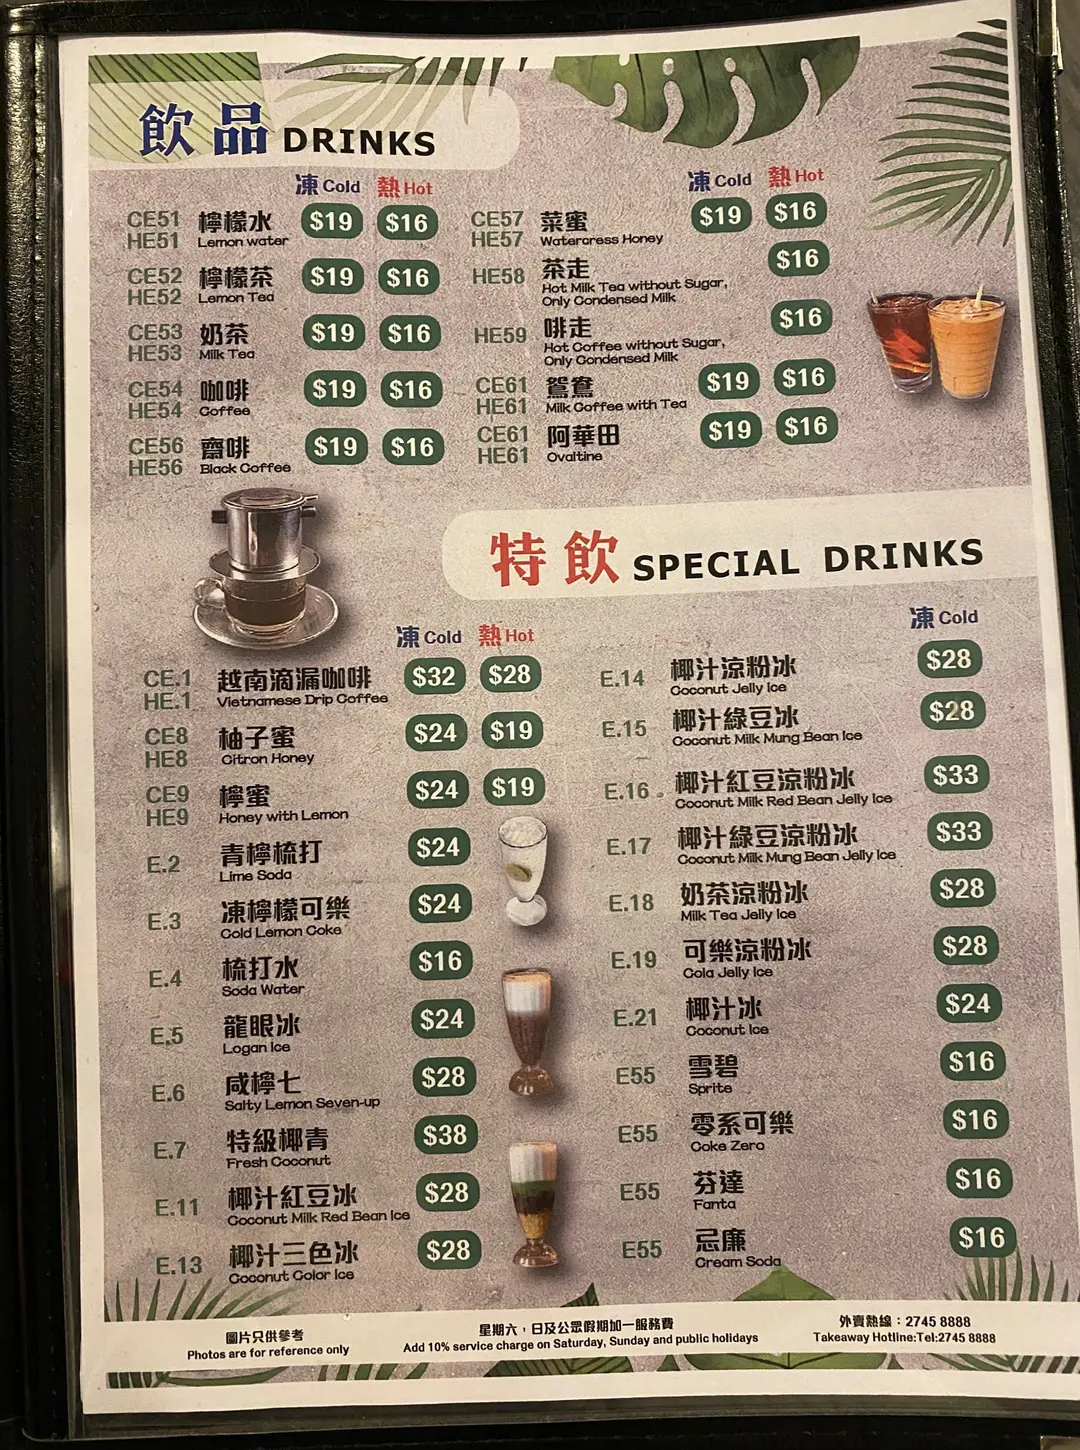 飲品 DRINKS
凍 Cold 熱 Hot
CE51 檸檬水 $19 $16
HE51 Lemon water
CE52 檸檬茶 $19 $16
HE52 Lemon Tea
CE53 奶茶 $19 $16
HE53 Milk Tea
CE54 咖啡 $19 $16
HE54 Coffee
CE56 齋啡 $19 $16
HE56 Black Coffee
凍 Cold 熱 Hot
CE57 菜蜜 $19 $16
HE57 Watercress Honey
HE58 茶走 $16
Hot Milk Tea without Sugar,
Only Condensed Milk
HE59 啡走 $16
Hot Coffee without Sugar,
Only Condensed Milk
CE61 鴛鴦 $19 $16
HE61 Milk Coffee with Tea
CE61 阿華田 $19 $16
HE61 Ovaltine
特飲 SPECIAL DRINKS
凍 Cold 熱 Hot
CE.1 越南滴漏咖啡 $32 $28
HE.1 Vietnamese Drip Coffee
CE8 柚子蜜 $24 $19
HE8 Citron Honey
CE9 檸蜜 $24 $19
HE9 Honey with Lemon
E.2 青檸梳打 $24
Lime Soda
E.3 凍檸檬可樂 $24
Cold Lemon Coke
E.4 梳打水 $16
Soda Water
E.5 龍眼冰 $24
Logan Ice
E.6 咸檸七 $28
Salty Lemon Seven-up
E.7 特級椰青 $38
Fresh Coconut
E.11 椰汁紅豆冰 $28
Coconut Milk Red Bean Ice
E.13 椰汁三色冰 $28
Coconut Color Ice
凍 Cold
E.14 椰汁涼粉冰 $28
Coconut Jelly Ice
E.15 椰汁綠豆冰 $28
Coconut Milk Mung Bean Ice
E.16 椰汁紅豆涼粉冰 $33
Coconut Milk Red Bean Jelly Ice
E.17 椰汁綠豆涼粉冰 $33
Coconut Milk Mung Bean Jelly Ice
E.18 奶茶涼粉冰 $28
Milk Tea Jelly Ice
E.19 可樂涼粉冰 $28
Cola Jelly Ice
E.21 椰汁冰 $24
Coconut Ice
E55 雪碧 $16
Sprite
E55 零系可樂 $16
Coke Zero
E55 芬達 $16
Fanta
E55 忌廉 $16
Cream Soda
圖片只供參考
Photos are for reference only
星期六，日及公眾假期加一服務費
Add 10% service charge on Saturday, Sunday and public holidays
外賣熱線：2745 8888
Takeaway Hotline:Tel:2745 8888